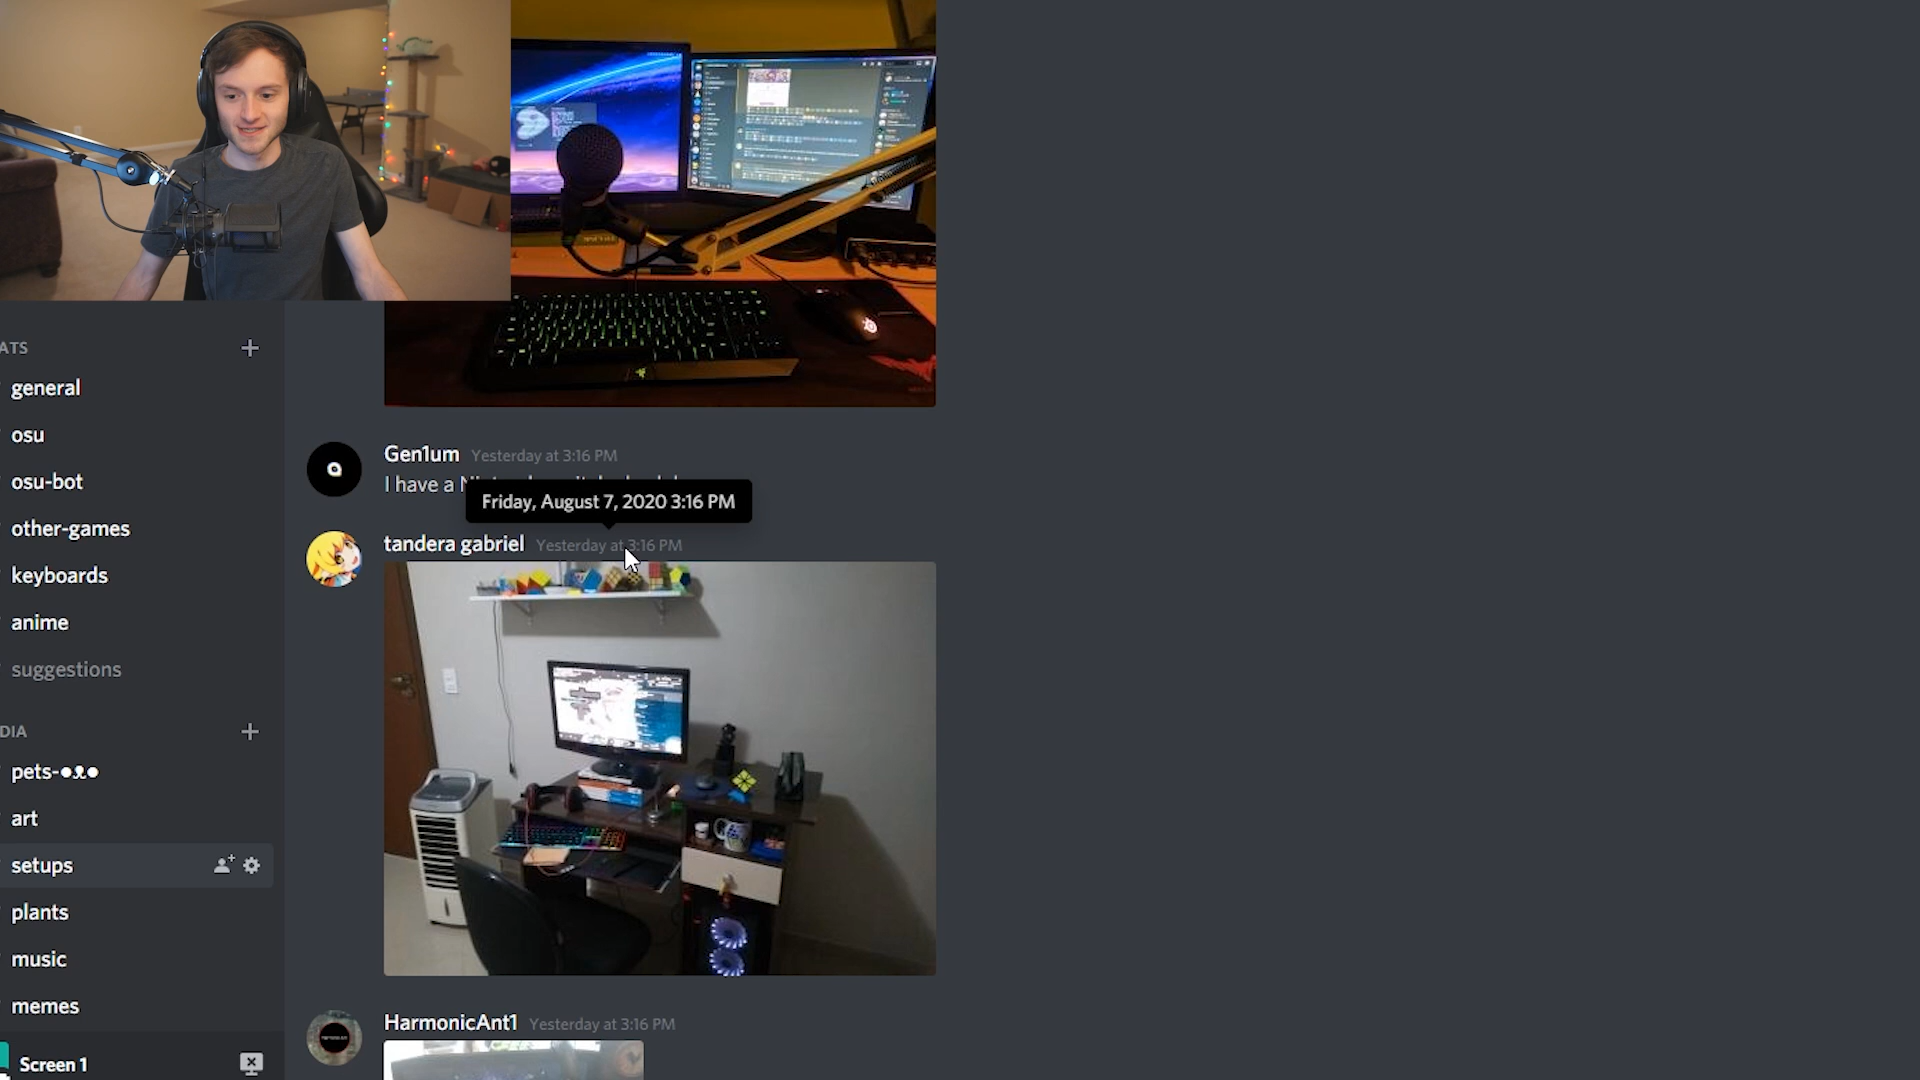 ATS
general
osu
osu-bot
other-games
keyboards
anime
suggestions
DIA
pets-●ᴥ●
art
setups
plants
music
memes
Screen 1
Gen1um Yesterday at 3:16 PM
I have a
Friday, August 7, 2020 3:16 PM
tandera gabriel Yesterday at 3:16 PM
HarmonicAnt1 Yesterday at 3:16 PM